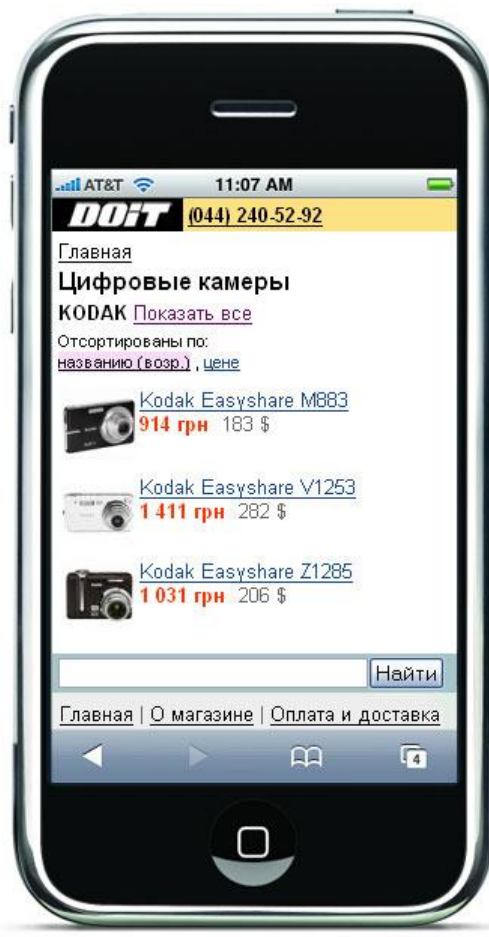 AT&T 11:07 AM
DOiT (044) 240-52-92
Главная
Цифровые камеры
KODAK Показать все
Отсортированы по:
названию (возр.) , цене
Kodak Easyshare M883
914 грн 183 $
Kodak Easyshare V1253
1 411 грн 282 $
Kodak Easyshare Z1285
1 031 грн 206 $
Найти
Главная | О магазине | Оплата и доставка
4